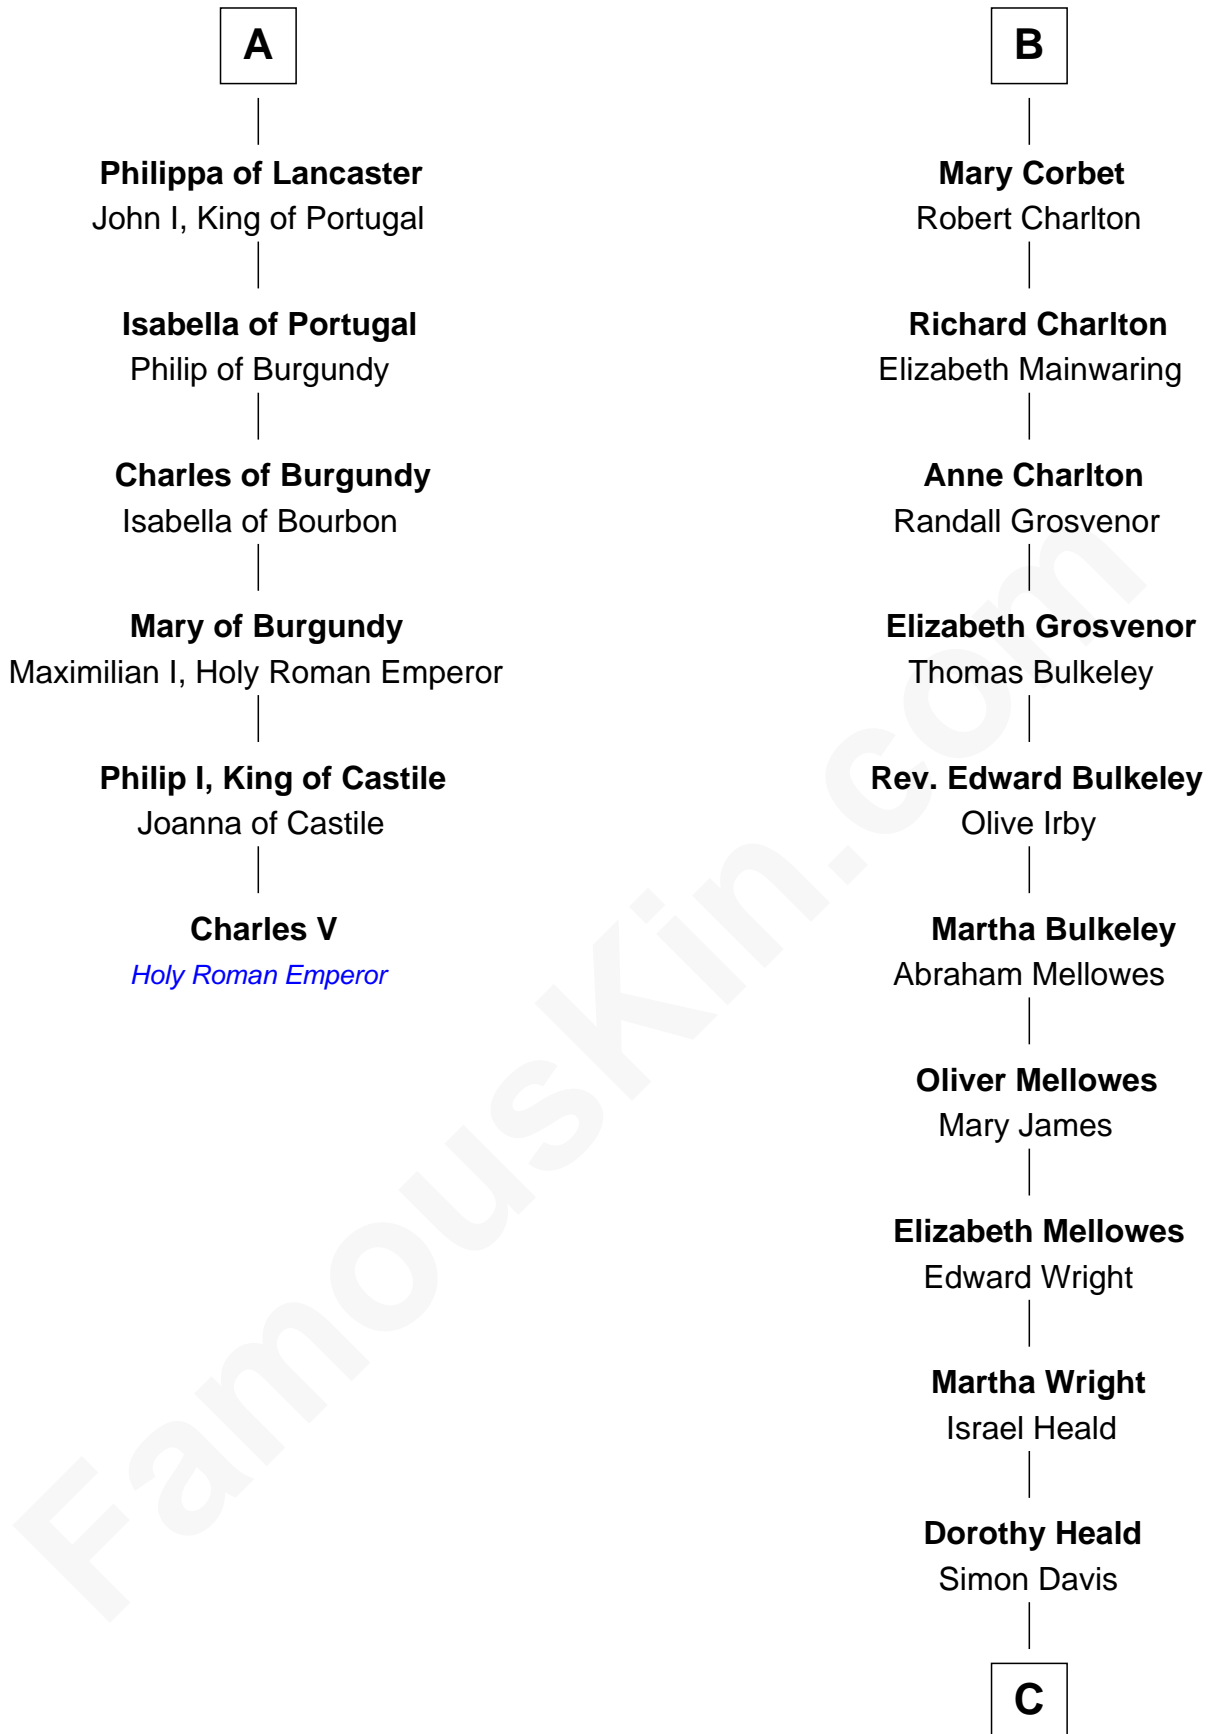 A
Philippa of Lancaster
John I, King of Portugal
Isabella of Portugal
Philip of Burgundy
Charles of Burgundy
Isabella of Bourbon
Mary of Burgundy
Maximilian I, Holy Roman Emperor
Philip I, King of Castile
Joanna of Castile
Charles V
Holy Roman Emperor
B
Mary Corbet
Robert Charlton
Richard Charlton
Elizabeth Mainwaring
Anne Charlton
Randall Grosvenor
Elizabeth Grosvenor
Thomas Bulkeley
Rev. Edward Bulkeley
Olive Irby
Martha Bulkeley
Abraham Mellowes
Oliver Mellowes
Mary James
Elizabeth Mellowes
Edward Wright
Martha Wright
Israel Heald
Dorothy Heald
Simon Davis
C
FamousKin.com